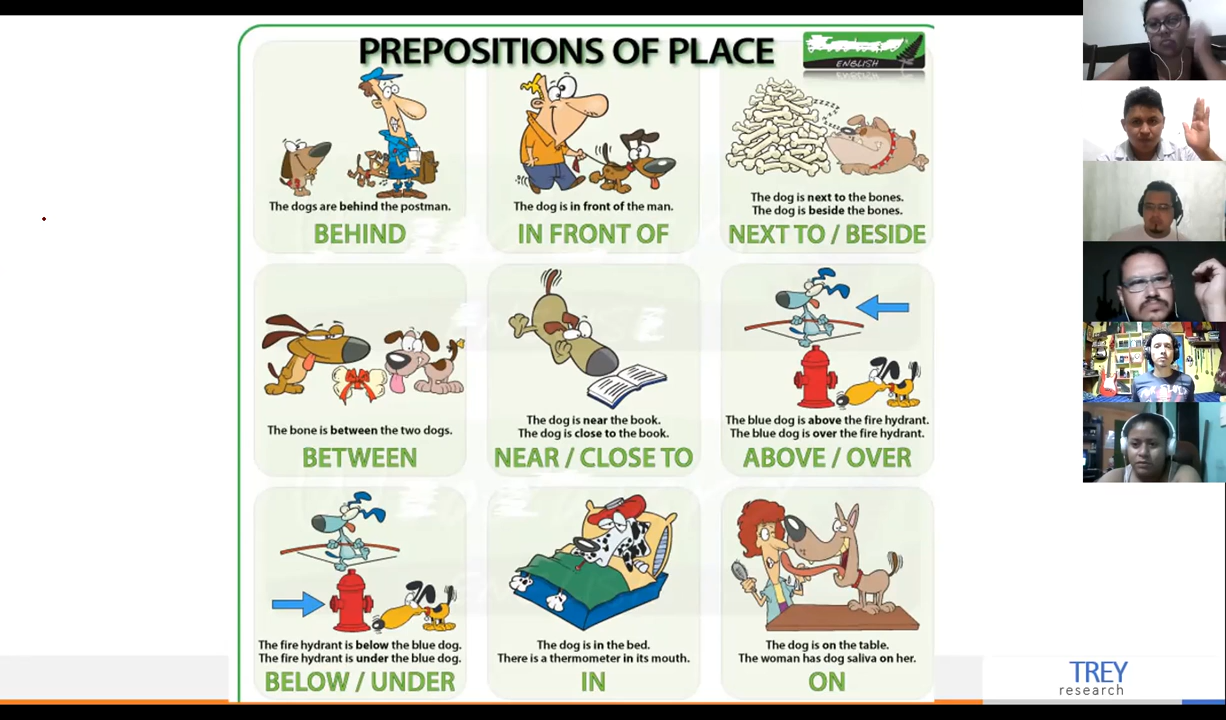 PREPOSITIONS OF PLACE
ENGLISH
The dogs are behind the postman.
BEHIND
The dog is in front of the man.
IN FRONT OF
zzzzz
The dog is next to the bones.
The dog is beside the bones.
NEXT TO / BESIDE
The bone is between the two dogs.
BETWEEN
The dog is near the book.
The dog is close to the book.
NEAR / CLOSE TO
The blue dog is above the fire hydrant.
The blue dog is over the fire hydrant.
ABOVE / OVER
The fire hydrant is below the blue dog.
The fire hydrant is under the blue dog.
BELOW / UNDER
The dog is in the bed.
There is a thermometer in its mouth.
IN
The dog is on the table.
The woman has dog saliva on her.
ON
TREY
research